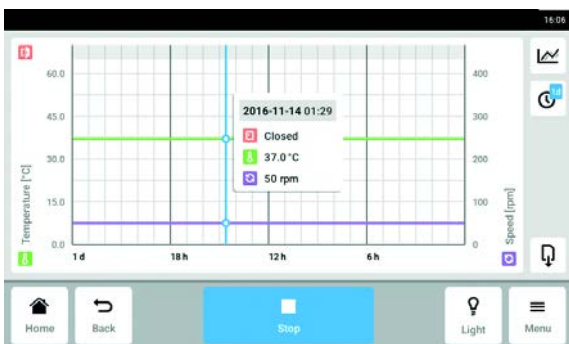 16:06
60.0
45.0
30.0
15.0
0.0
Temperature [°C]
400
300
200
100
0
Speed [rpm]
2016-11-14 01:29
Closed
37.0 °C
50 rpm
1 d
18 h
12 h
6 h
1d
Home
Back
Stop
Light
Menu